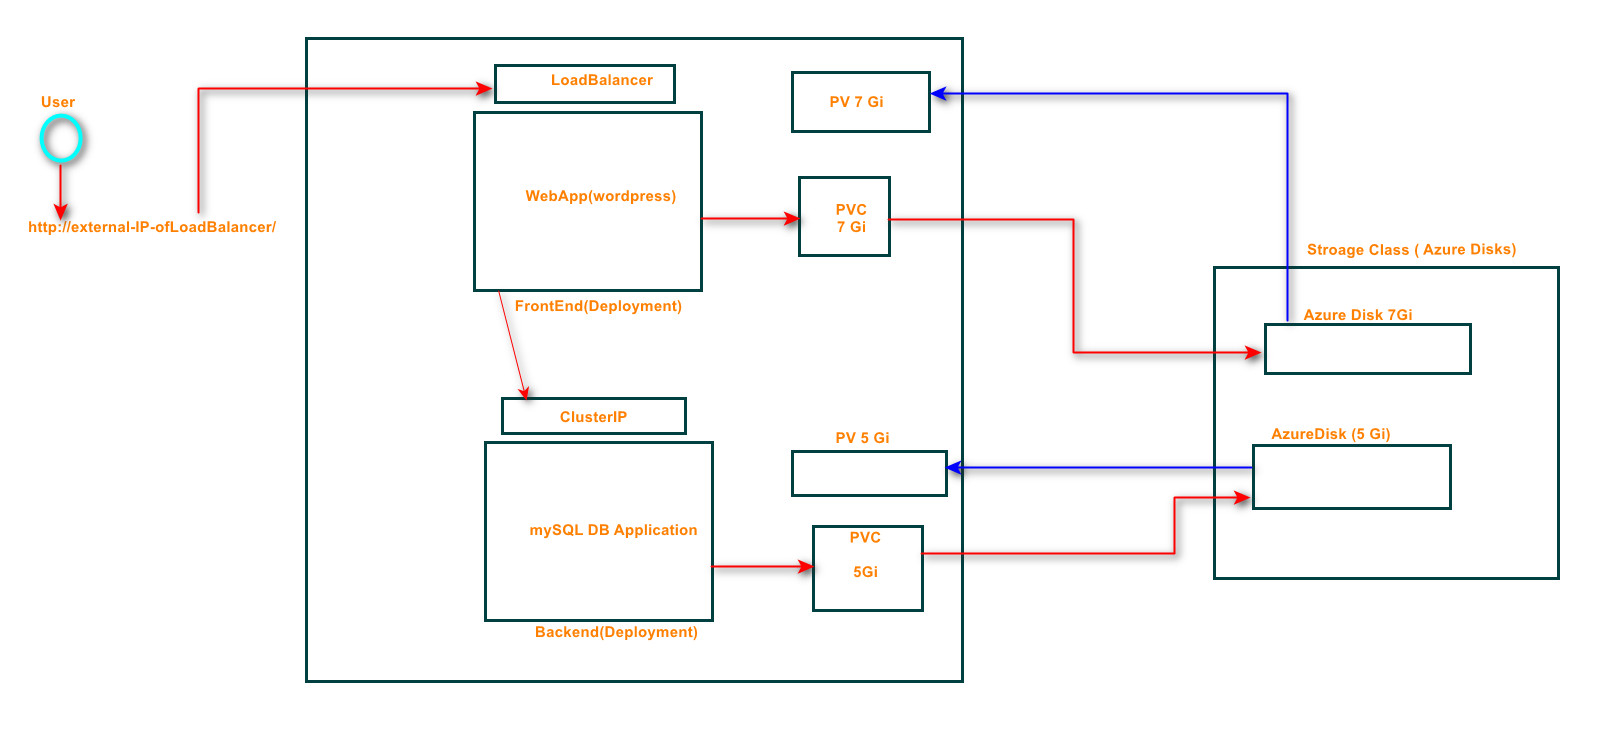 User
http://external-IP-ofLoadBalancer/
LoadBalancer
WebApp(wordpress)
FrontEnd(Deployment)
ClusterIP
mySQL DB Application
Backend(Deployment)
PV 7 Gi
PVC
7 Gi
PV 5 Gi
PVC
5Gi
Stroage Class ( Azure Disks)
Azure Disk 7Gi
AzureDisk (5 Gi)